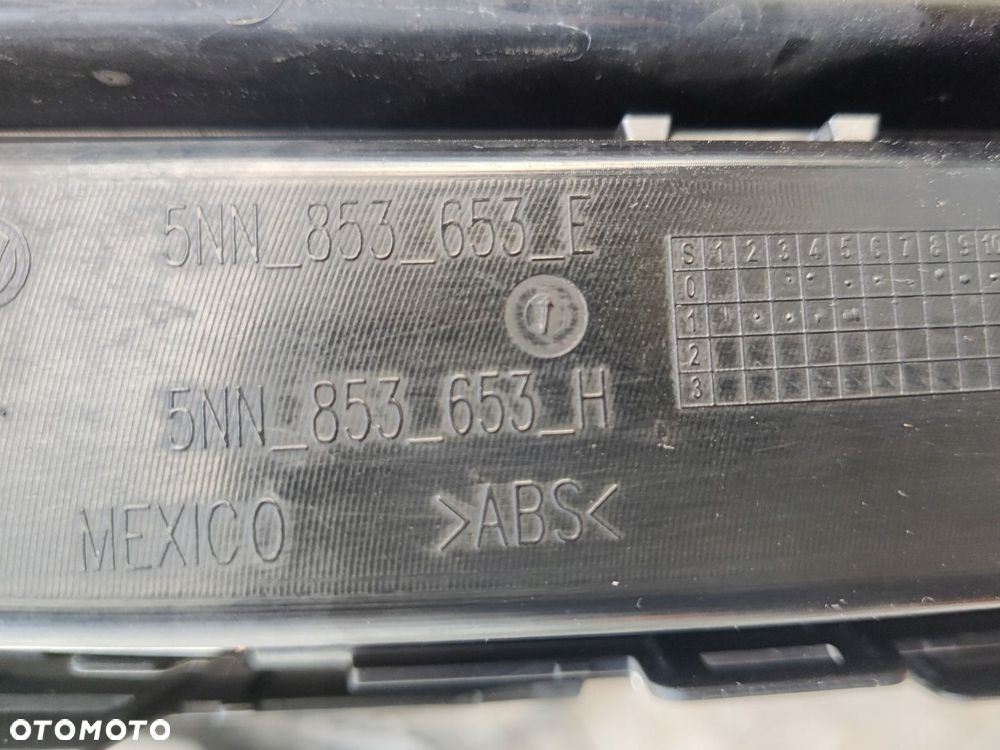 5NN_853_653_E
5NN_853_653_H
MEXICO >ABS<
S 1 2 3 4 5 6 7 8 9 10
0
1
2
3
OTOMOTO